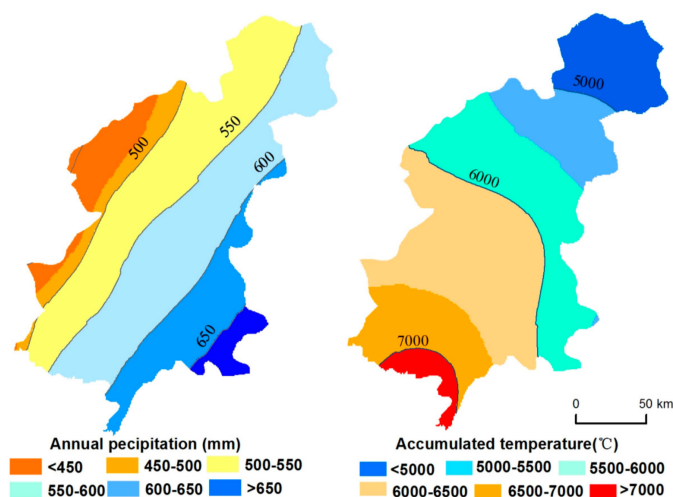 5000
500
550
600
6000
650
7000
0 50 km
Annual pecipitation (mm)
<450 450-500 500-550
550-600 600-650 >650
Accumulated temperature(℃)
<5000 5000-5500 5500-6000
6000-6500 6500-7000 >7000